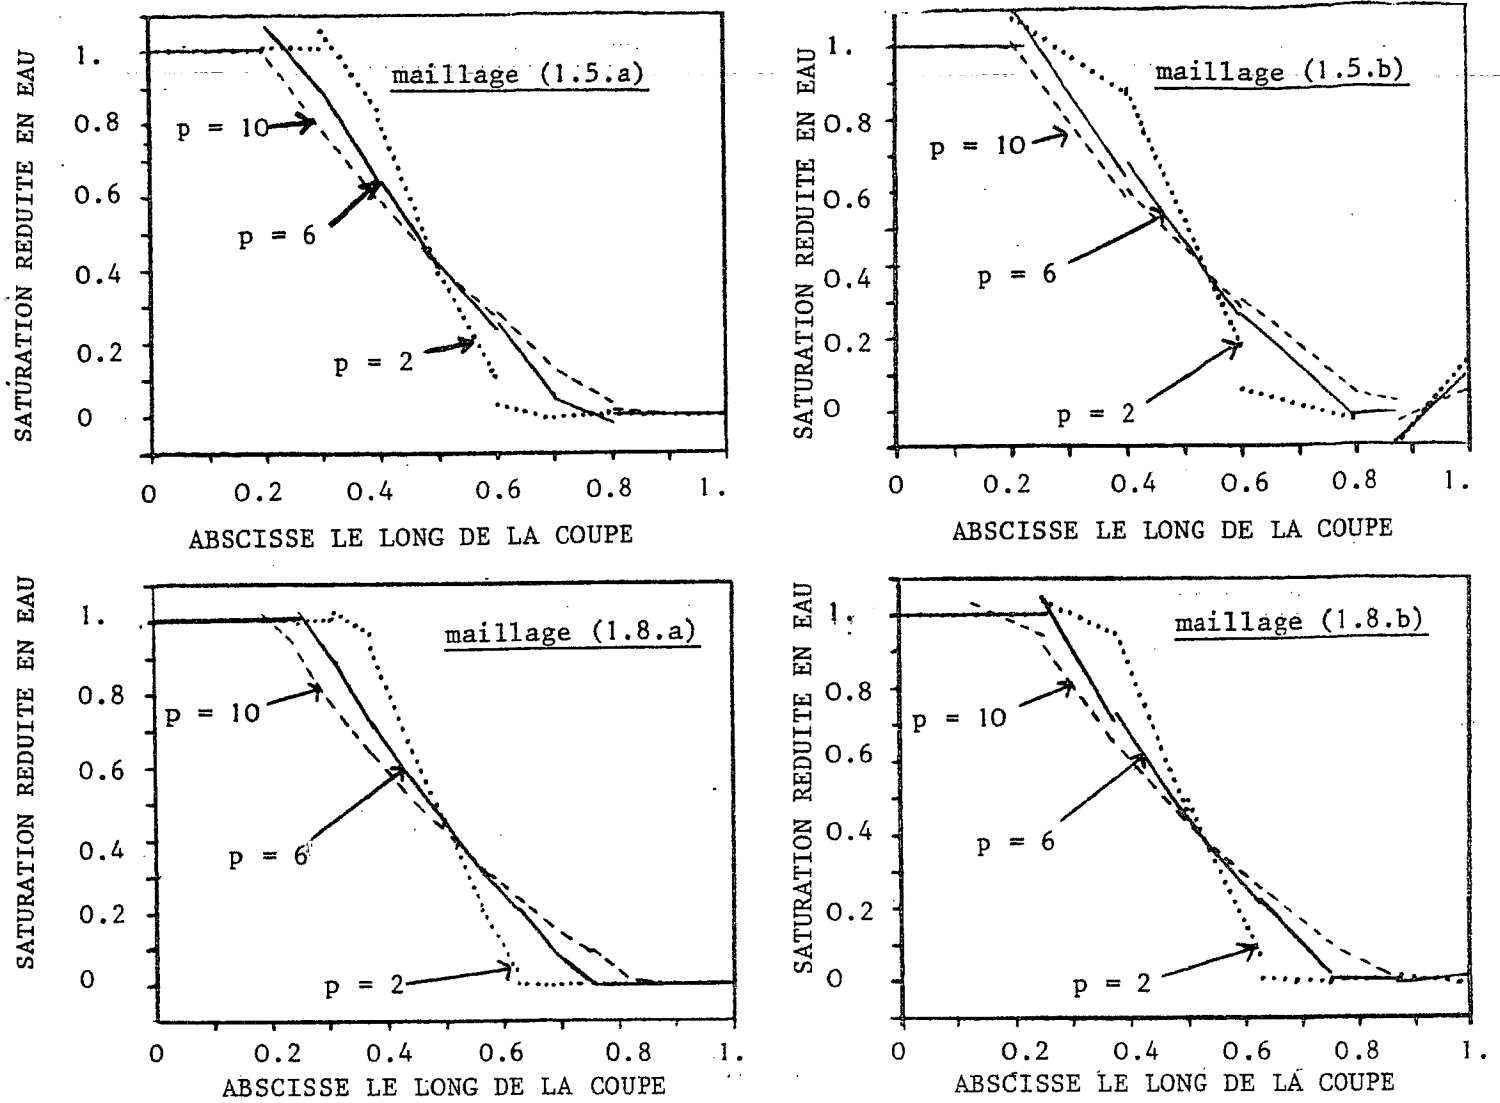 SATURATION REDUITE EN EAU
1.
0.8
0.6
0.4
0.2
0
maillage (1.5.a)
p = 10
p = 6
p = 2
0 0.2 0.4 0.6 0.8 1.
ABSCISSE LE LONG DE LA COUPE
SATURATION REDUITE EN EAU
1.
0.8
0.6
0.4
0.2
0
maillage (1.5.b)
p = 10
p = 6
p = 2
0 0.2 0.4 0.6 0.8 1.
ABSCISSE LE LONG DE LA COUPE
SATURATION REDUITE EN EAU
1.
0.8
0.6
0.4
0.2
0
maillage (1.8.a)
p = 10
p = 6
p = 2
0 0.2 0.4 0.6 0.8 1.
ABSCISSE LE LONG DE LA COUPE
SATURATION REDUITE EN EAU
1.
0.8
0.6
0.4
0.2
0
maillage (1.8.b)
p = 10
p = 6
p = 2
0 0.2 0.4 0.6 0.8 1.
ABSCISSE LE LONG DE LA COUPE